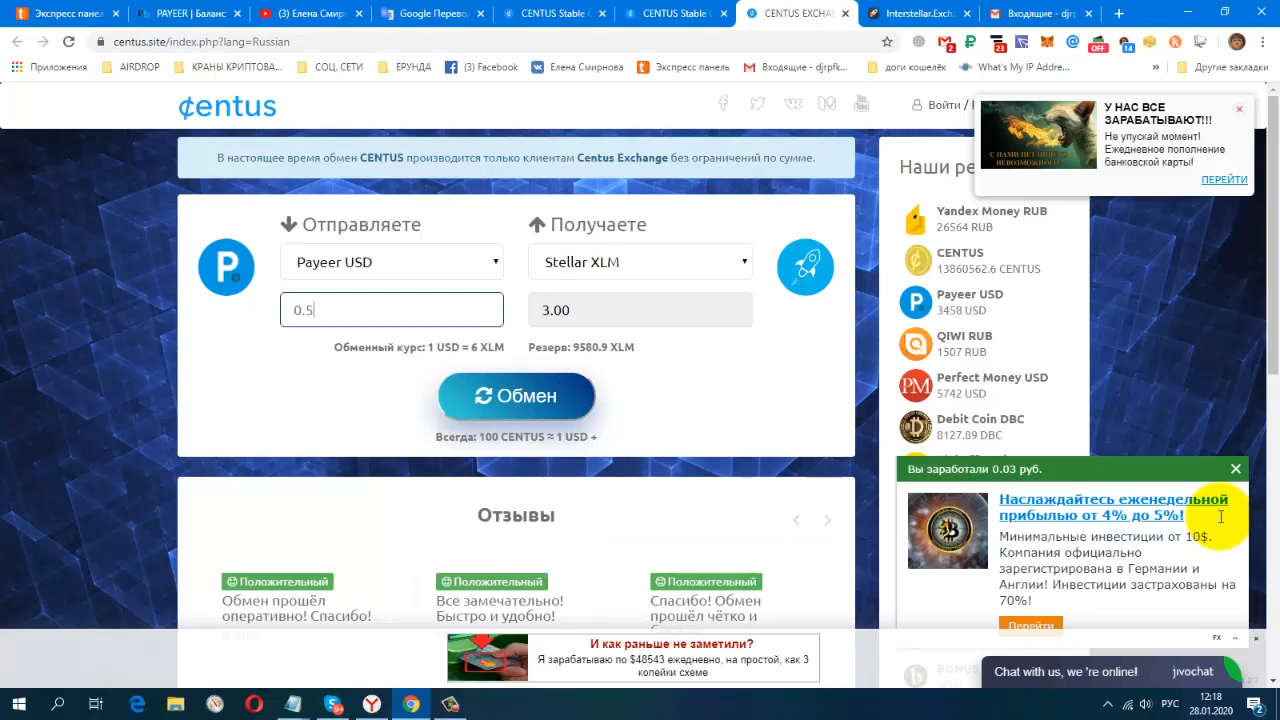 Экспресс панел
PAYEER | Баланс
(3) Елена Смирн
Google Перевод
CENTUS Stable C
CENTUS Stable C
CENTUS EXCHAN
Interstellar.Exch
Входящие - djrp
centus.site/index.php?lang=Russian
2
23
OFF
14
Приложения
AIRDROP
КРАНЫ КРИПТОВА...
СОЦ. СЕТИ
ЕРУНДА
(3) Facebook
Елена Смирнова
Экспресс панель
Входящие - djrpfk...
доги кошелёк
What's My IP Addre...
»
Другие закладки
¢entus
Войти /
У НАС ВСЕ
ЗАРАБАТЫВАЮТ!!!
Не упускай момент!
Ежедневное пополнение
банковской карты!
ПЕРЕЙТИ
В настоящее время обмен CENTUS производится только клиентам Centus Exchange без ограничений по сумме.
Наши ре
Отправляете
Получаете
Payeer USD
Stellar XLM
0.5
3.00
Обменный курс: 1 USD = 6 XLM
Резерв: 9580.9 XLM
Обмен
Всегда: 100 CENTUS ≈ 1 USD +
Yandex Money RUB
26564 RUB
CENTUS
13860562.6 CENTUS
Payeer USD
3458 USD
QIWI RUB
1507 RUB
PM
Perfect Money USD
5742 USD
Debit Coin DBC
8127.89 DBC
Вы заработали 0.03 руб.
Наслаждайтесь еженедельной
прибылью от 4% до 5%!
Минимальные инвестиции от 10$.
Компания официально
зарегистрирована в Германии и
Англии! Инвестиции застрахованы на
70%!
Перейти
Отзывы
Положительный
Обмен прошёл
оперативно! Спасибо!
Положительный
Все замечательно!
Быстро и удобно!
Положительный
Спасибо! Обмен
прошёл чётко и
И как раньше не заметили?
Я зарабатываю по $48543 ежедневно, на простой, как 3
копейки схеме
FX
BONUS
Chat with us, we 're online!
jivochat
РУС
12:18
28.01.2020
2